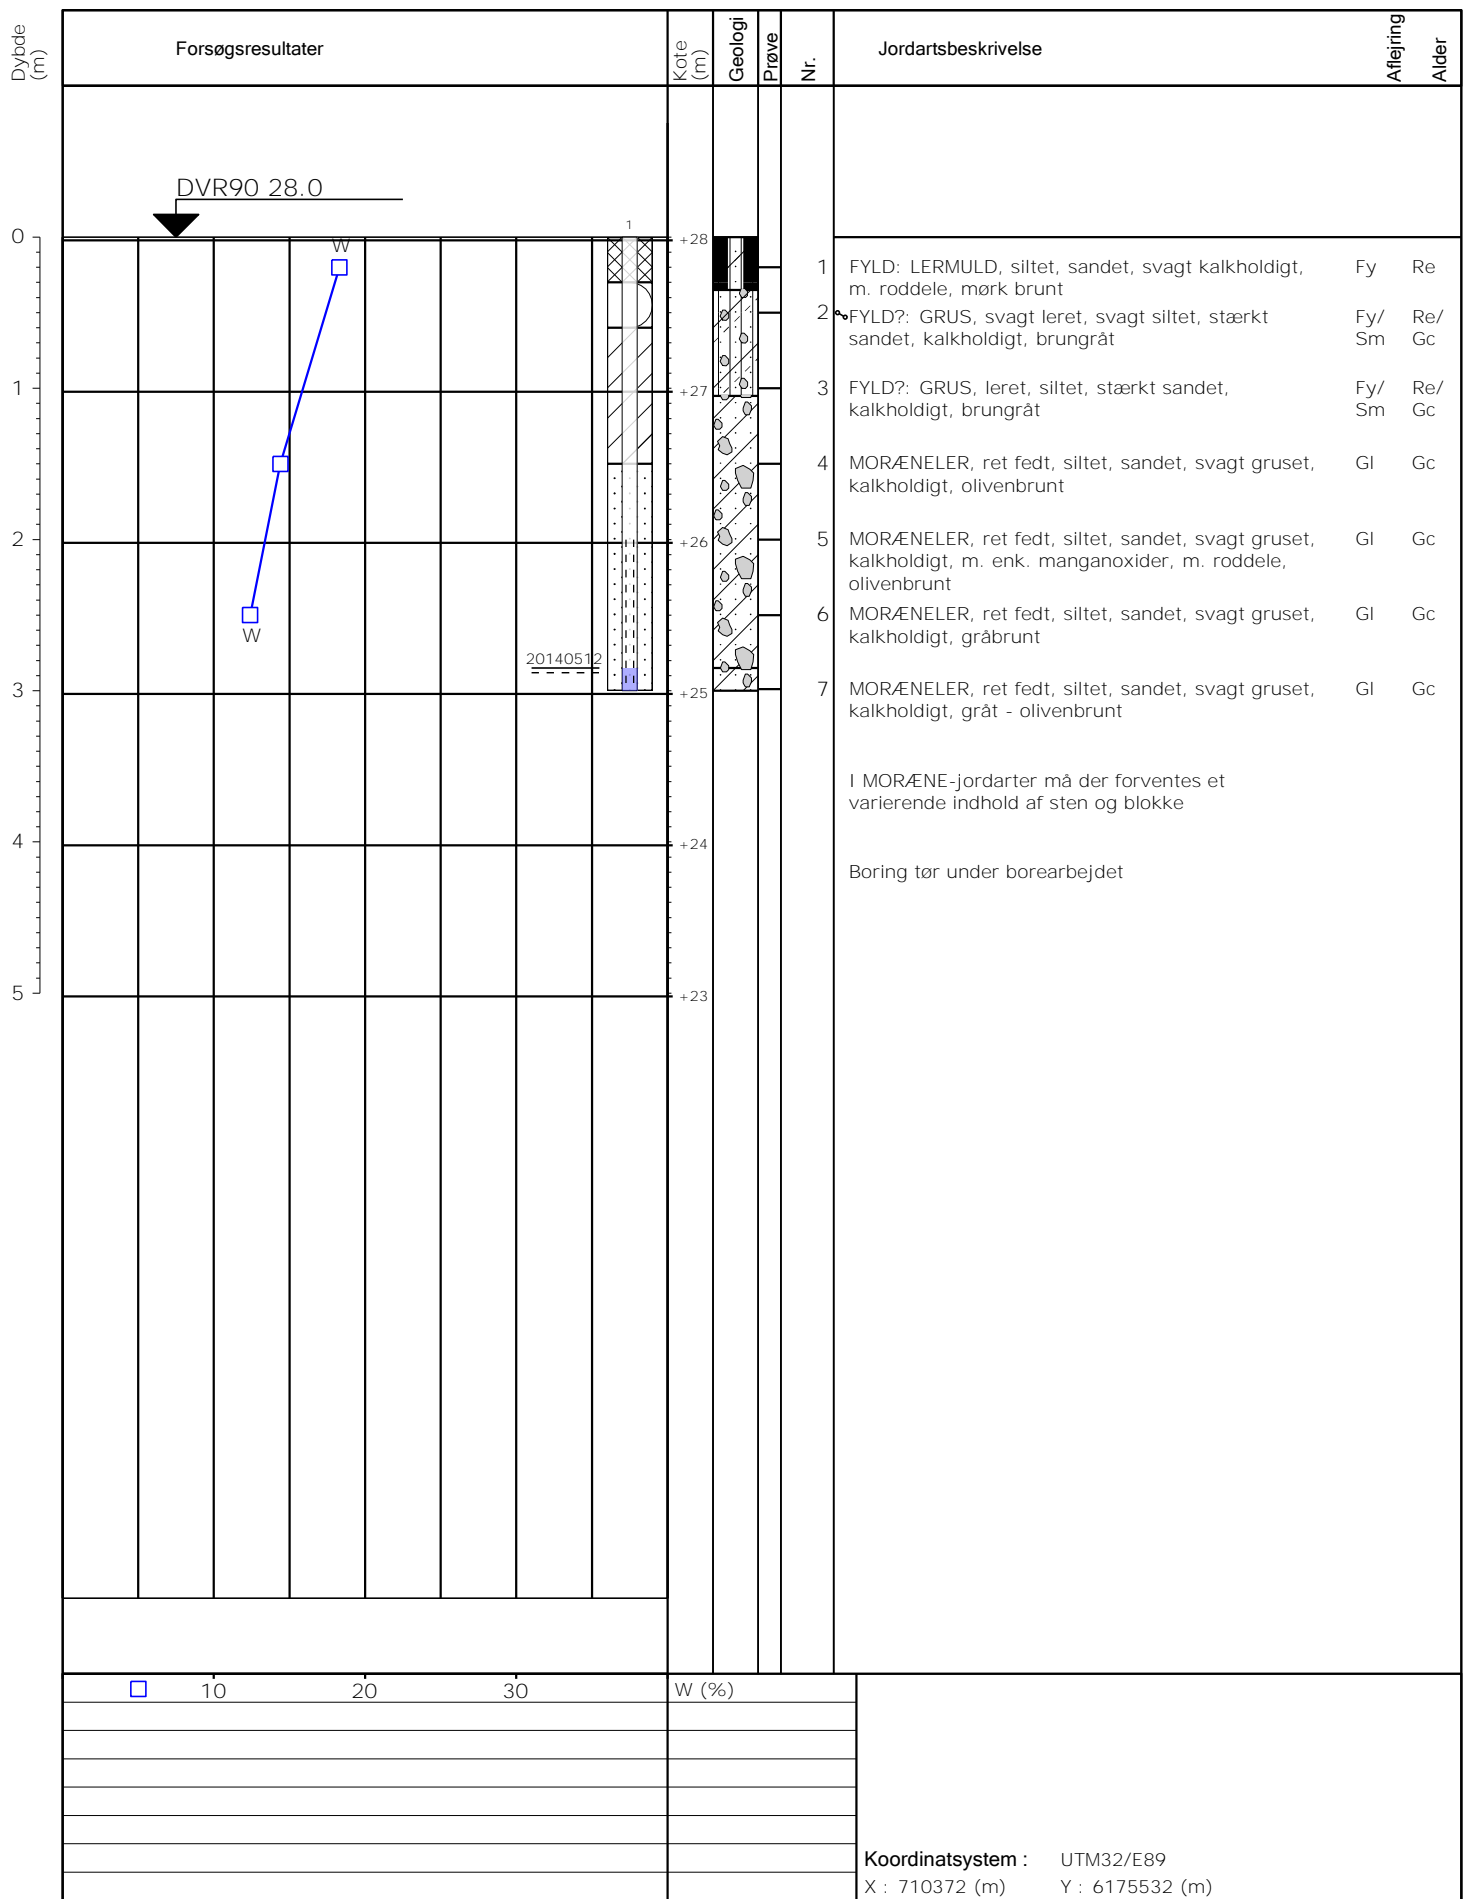 Dybde
(m)
Forsøgsresultater
Kote
(m)
Geologi
Prøve
Nr.
Jordartsbeskrivelse
Aflejring
Alder
DVR90 28.0
0
W
1
+28
1 FYLD: LERMULD, siltet, sandet, svagt kalkholdigt, Fy Re
m. roddele, mørk brunt
2 FYLD?: GRUS, svagt leret, svagt siltet, stærkt Fy/ Re/
sandet, kalkholdigt, brungråt Sm Gc
1
+27
3 FYLD?: GRUS, leret, siltet, stærkt sandet, Fy/ Re/
kalkholdigt, brungråt Sm Gc
4 MORÆNELER, ret fedt, siltet, sandet, svagt gruset, Gl Gc
kalkholdigt, olivenbrunt
2
+26
5 MORÆNELER, ret fedt, siltet, sandet, svagt gruset, Gl Gc
kalkholdigt, m. enk. manganoxider, m. roddele,
olivenbrunt
W
6 MORÆNELER, ret fedt, siltet, sandet, svagt gruset, Gl Gc
kalkholdigt, gråbrunt
20140512
3
+25
7 MORÆNELER, ret fedt, siltet, sandet, svagt gruset, Gl Gc
kalkholdigt, gråt - olivenbrunt
I MORÆNE-jordarter må der forventes et
varierende indhold af sten og blokke
4
+24
Boring tør under borearbejdet
5
+23
10 20 30 W (%)
Koordinatsystem : UTM32/E89
X : 710372 (m) Y : 6175532 (m)